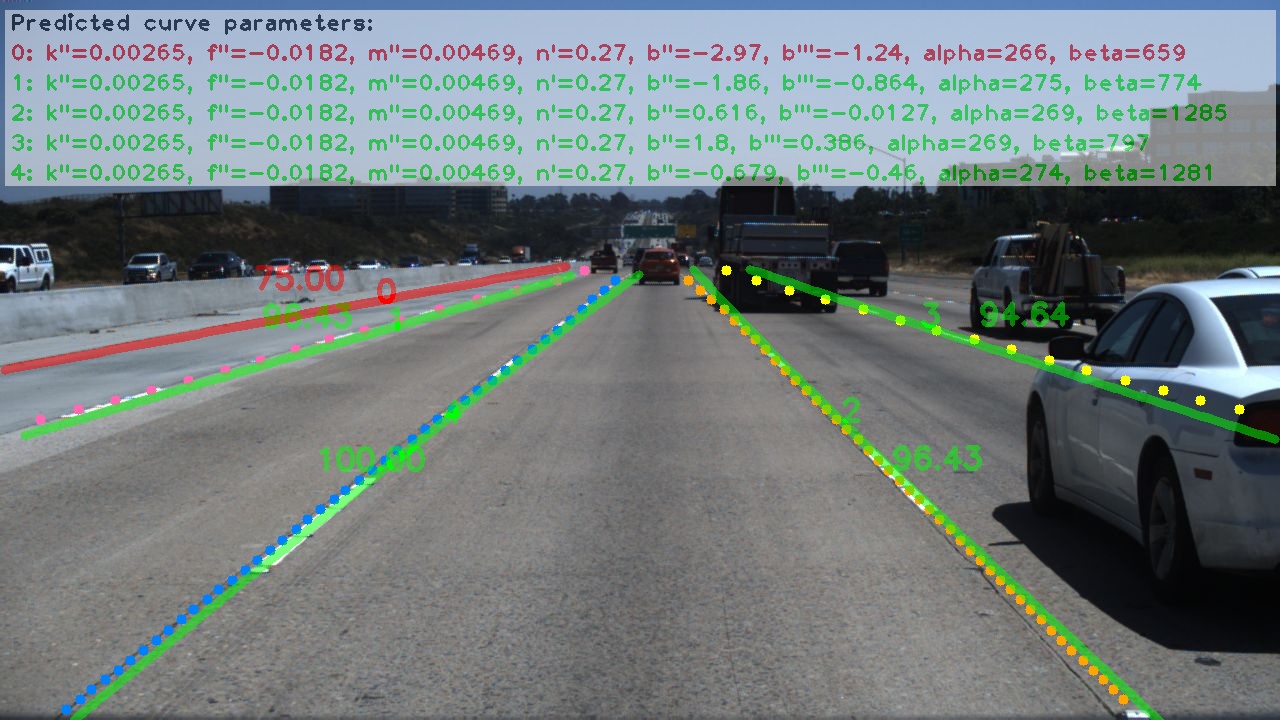 Predicted curve parameters:
0: k''=0.00265, f''=-0.0182, m''=0.00469, n'=0.27, b''=-2.97, b'''=-1.24, alpha=266, beta=659
1: k''=0.00265, f''=-0.0182, m''=0.00469, n'=0.27, b''=-1.86, b'''=-0.864, alpha=275, beta=774
2: k''=0.00265, f''=-0.0182, m''=0.00469, n'=0.27, b''=0.616, b'''=-0.0127, alpha=269, beta=1285
3: k''=0.00265, f''=-0.0182, m''=0.00469, n'=0.27, b''=1.8, b'''=0.386, alpha=269, beta=797
4: k''=0.00265, f''=-0.0182, m''=0.00469, n'=0.27, b''=-0.679, b'''=-0.46, alpha=274, beta=1281
75.00 0
96.43 1
3 94.64
2
100.00
96.43